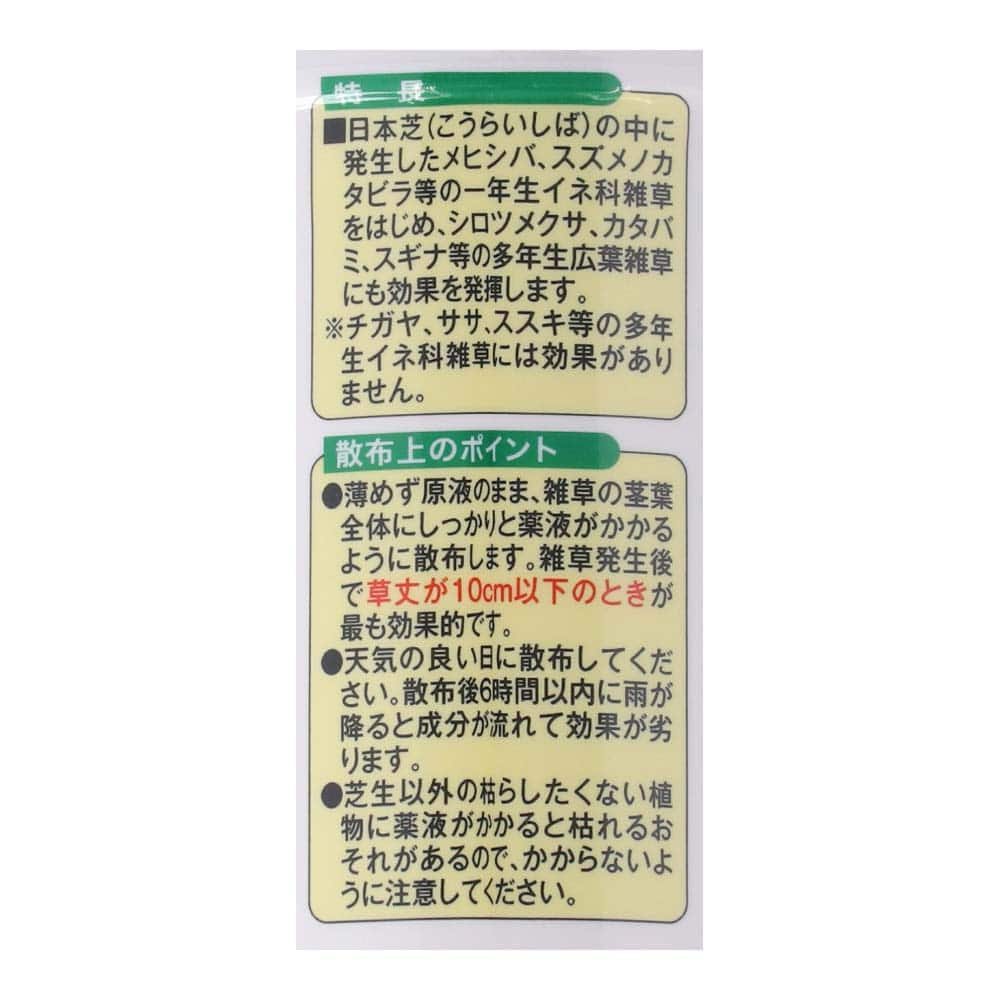 特長
■日本芝(こうらいしば)の中に
発生したメヒシバ、スズメノカ
タビラ等の一年生イネ科雑草
をはじめ、シロツメクサ、カタバ
ミ、スギナ等の多年生広葉雑草
にも効果を発揮します。
※チガヤ、ササ、ススキ等の多年
生イネ科雑草には効果があり
ません。
散布上のポイント
●薄めず原液のまま、雑草の茎葉
全体にしっかりと薬液がかかる
ように散布します。雑草発生後
で草丈が10cm以下のときが
最も効果的です。
●天気の良い日に散布してくだ
さい。散布後6時間以内に雨が
降ると成分が流れて効果が劣
ります。
●芝生以外の枯らしたくない植
物に薬液がかかると枯れるお
それがあるので、かからないよ
うに注意してください。